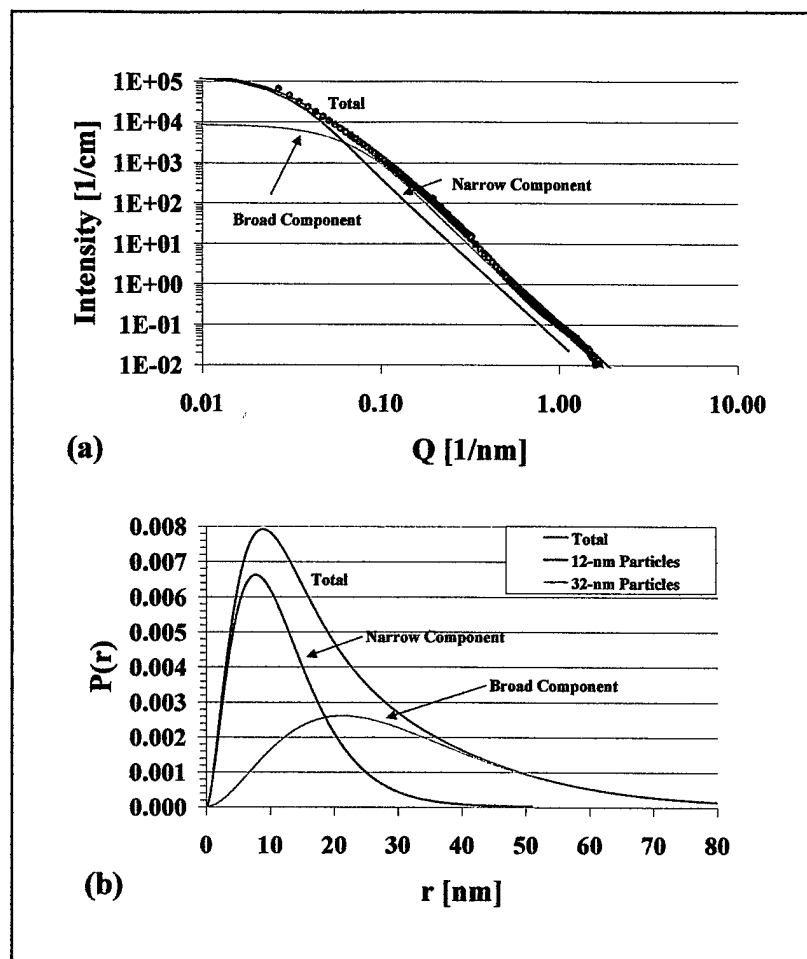 1E+05
1E+04
1E+03
1E+02
1E+01
1E+00
1E-01
1E-02
Intensity [1/cm]
Total
Narrow Component
Broad Component
0.01 0.10 1.00 10.00
Q [1/nm]
(a)
0.008
0.007
0.006
0.005
0.004
0.003
0.002
0.001
0.000
P(r)
Total
12-nm Particles
32-nm Particles
Total
Narrow Component
Broad Component
0 10 20 30 40 50 60 70 80
r [nm]
(b)